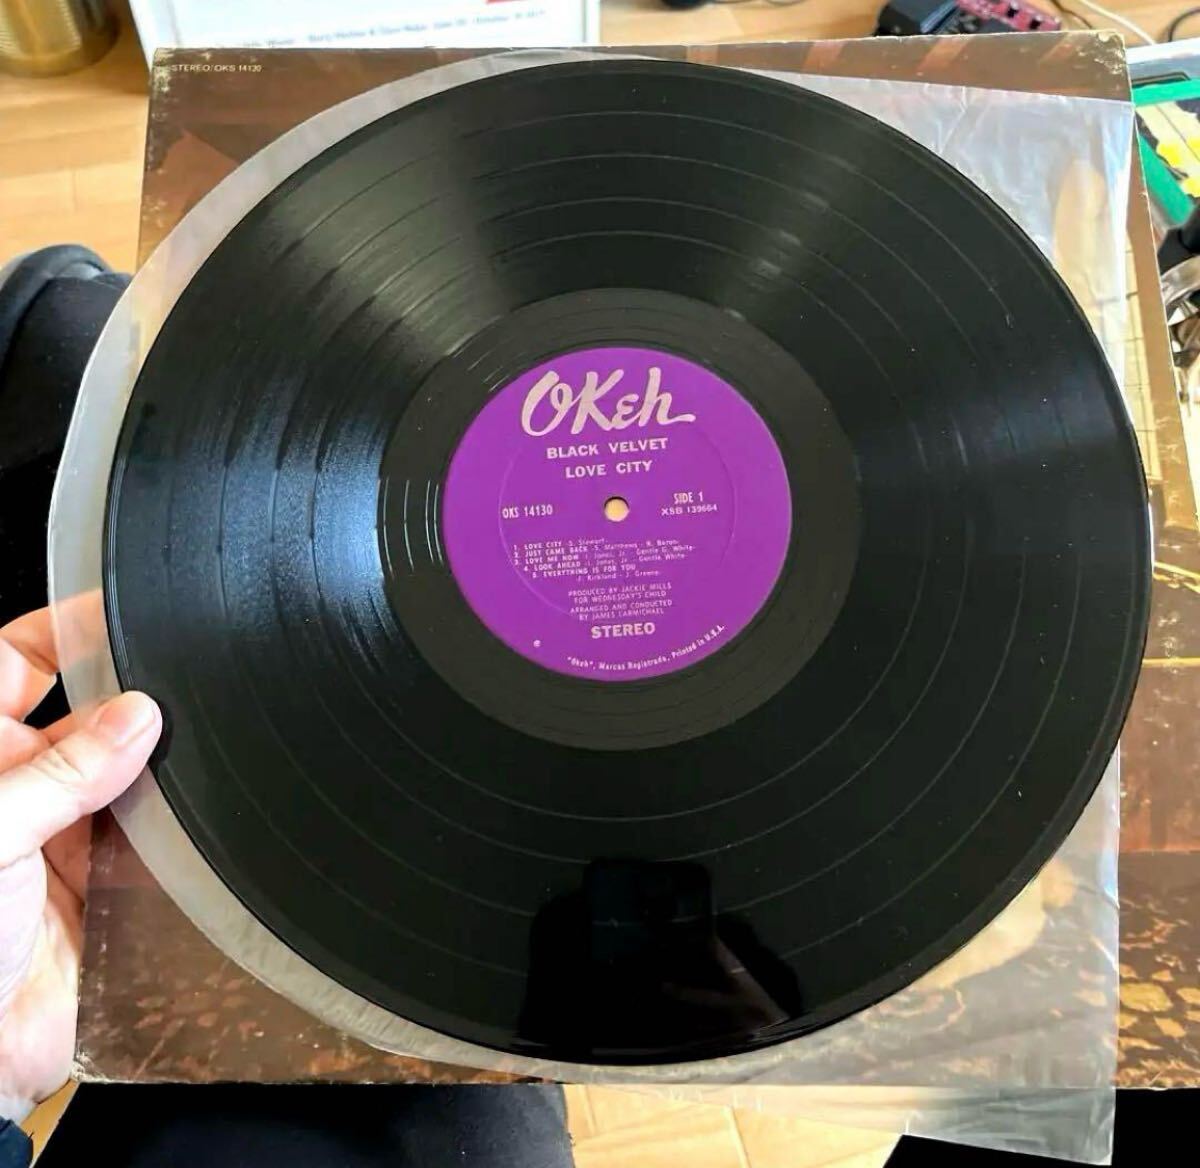 STEREO/OKS 14130
OKeh
BLACK VELVET
LOVE CITY
OKS 14130
SIDE 1
XSB 139664
1. LOVE CITY -S. Stewart-
2. JUST CAME BACK -S. Matthews - R. Baron-
3. LOVE ME NOW -I. Jones, Jr. - Gentle G. White-
4. LOOK AHEAD -I. Jones, Jr. - Gentle White-
5. EVERYTHING IS FOR YOU
J. Kirkland - J. Greene-
PRODUCED BY JACKIE MILLS
FOR WEDNESDAY'S CHILD
ARRANGED AND CONDUCTED
BY JAMES CARMICHAEL
STEREO
℗
"Okeh", Marcas Registrada, Printed in U.S.A.